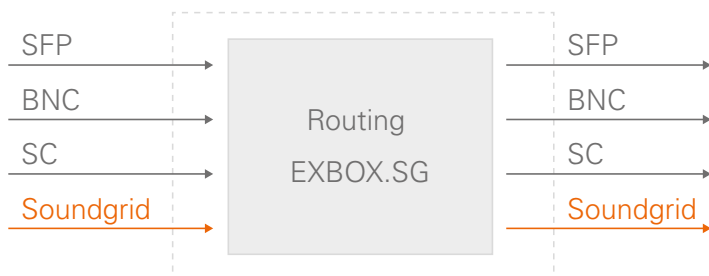 SFP
BNC
SC
Soundgrid
Routing
EXBOX.SG
SFP
BNC
SC
Soundgrid